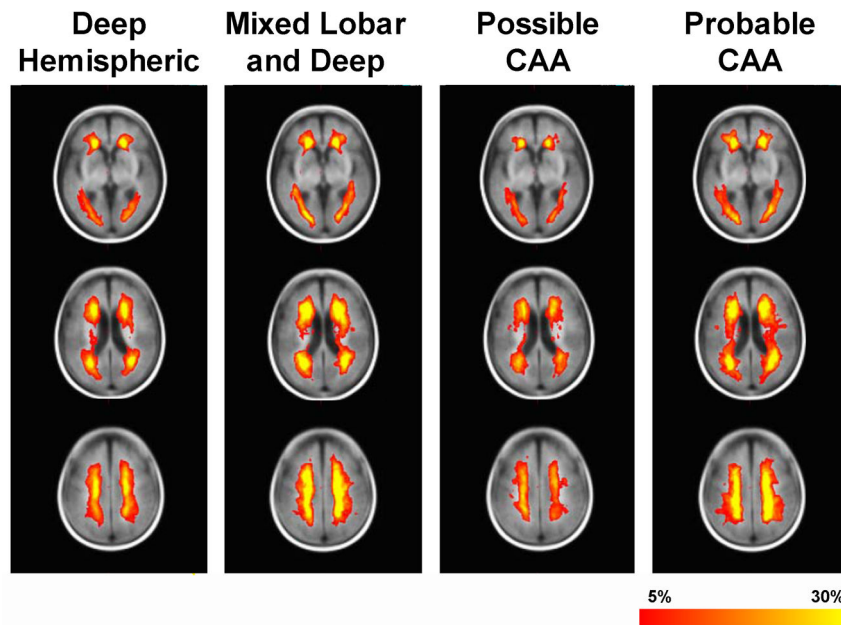 Deep
Hemispheric
Mixed Lobar
and Deep
Possible
CAA
Probable
CAA
5%
30%